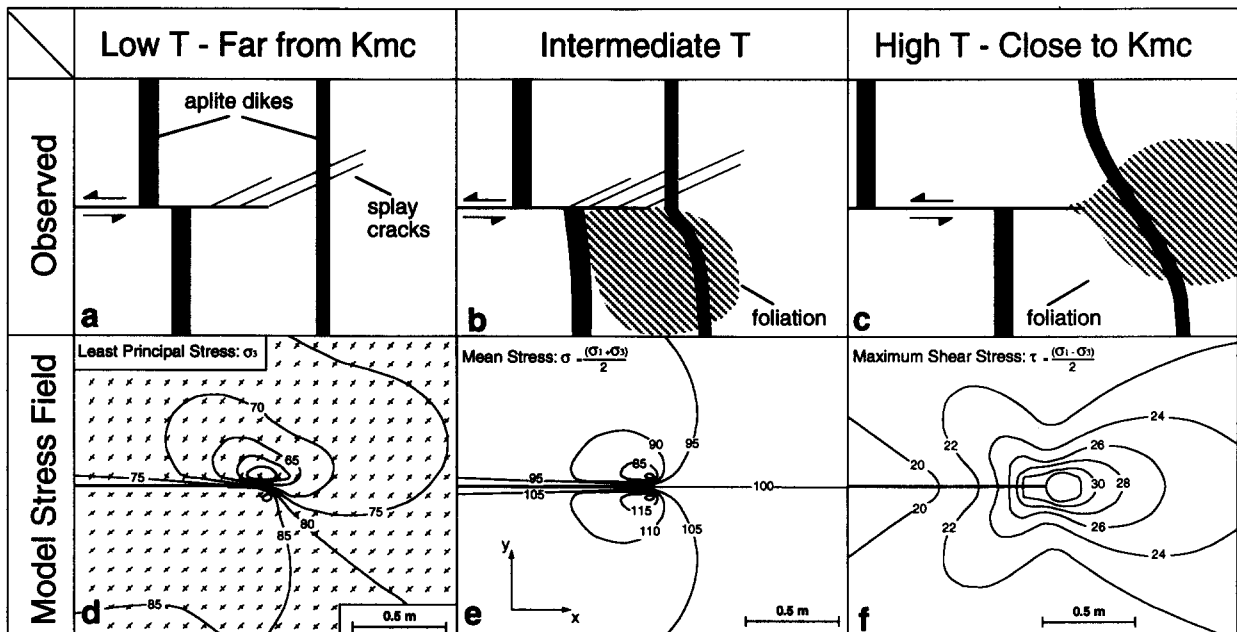 Low T - Far from Kmc
Intermediate T
High T - Close to Kmc
Observed
aplite dikes
splay
cracks
a
foliation
b
foliation
c
Model Stress Field
Least Principal Stress: σ₃
70
65
75
80
75
85
85
0.5 m
d
Mean Stress: σ = (σ₁+σ₃)
2
90
95
85
95
100
105
115
110
105
y
x
0.5 m
e
Maximum Shear Stress: τ = (σ₁ - σ₃)
2
24
22
26
20
30
28
20
22
26
24
0.5 m
f